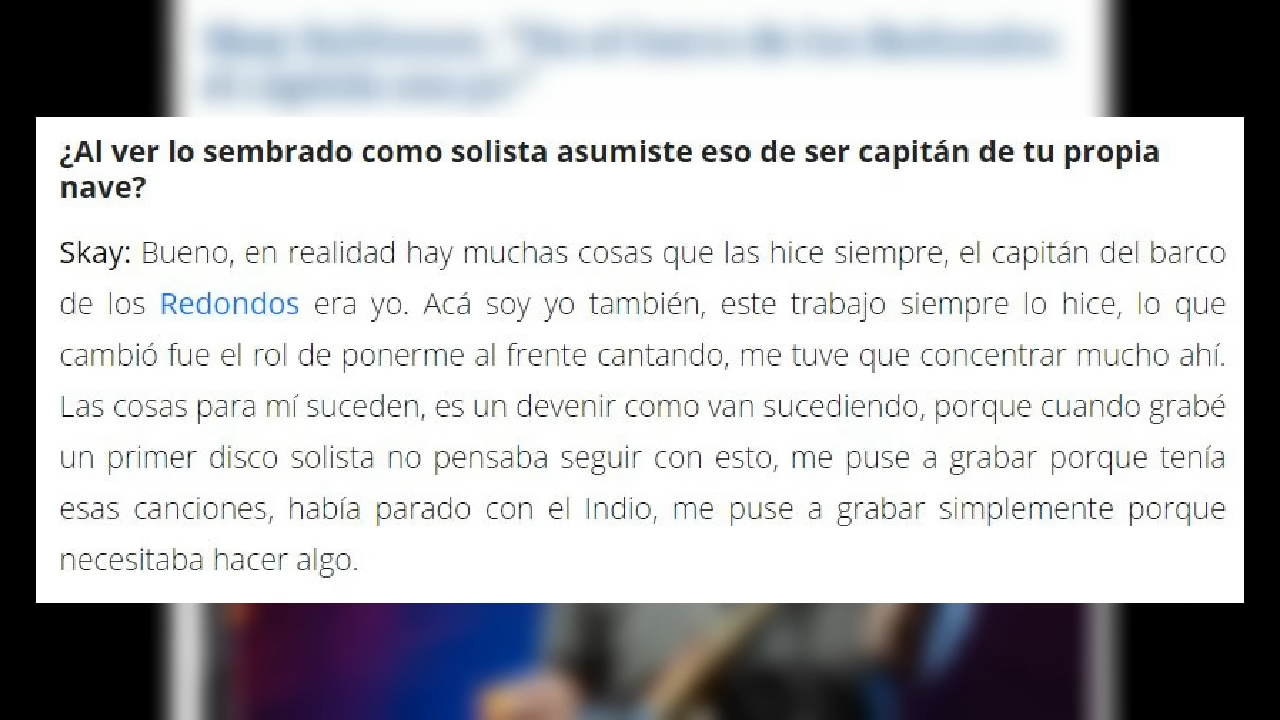 ¿Al ver lo sembrado como solista asumiste eso de ser capitán de tu propia
nave?
Skay: Bueno, en realidad hay muchas cosas que las hice siempre, el capitán del barco
de los Redondos era yo. Acá soy yo también, este trabajo siempre lo hice, lo que
cambió fue el rol de ponerme al frente cantando, me tuve que concentrar mucho ahí.
Las cosas para mí suceden, es un devenir como van sucediendo, porque cuando grabé
un primer disco solista no pensaba seguir con esto, me puse a grabar porque tenía
esas canciones, había parado con el Indio, me puse a grabar simplemente porque
necesitaba hacer algo.